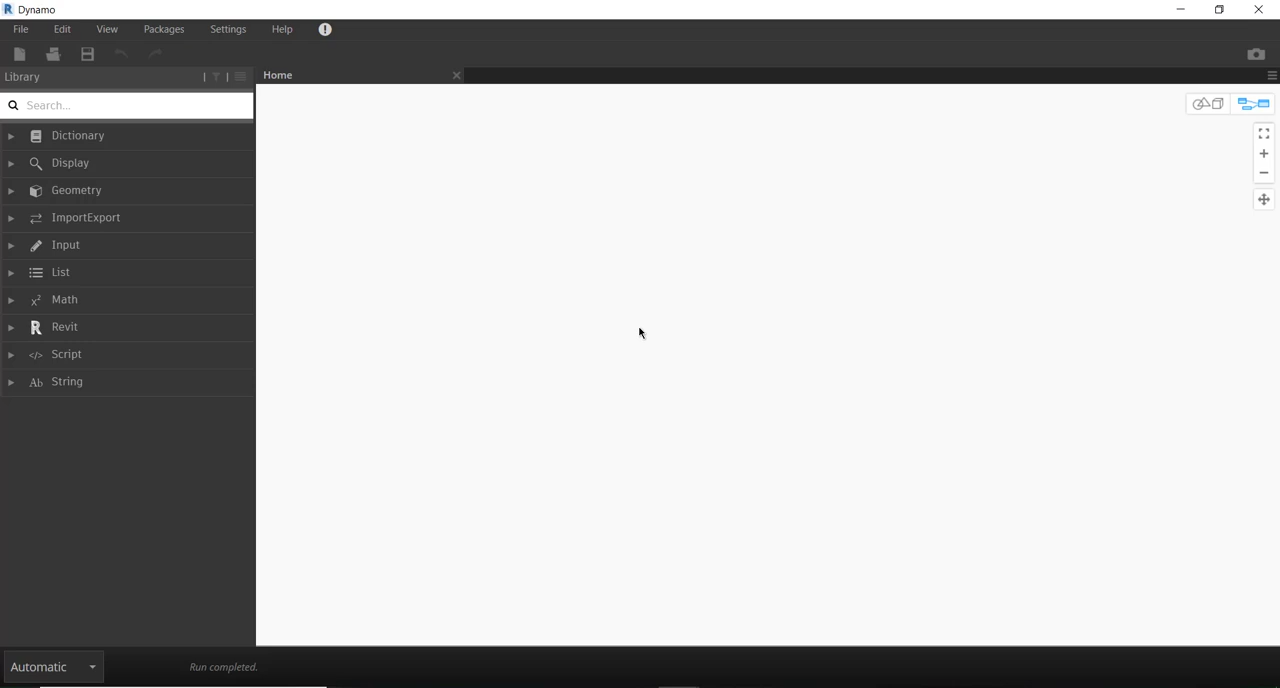 Dynamo
File Edit View Packages Settings Help
Library
Home
Search...
Dictionary
Display
Geometry
ImportExport
Input
List
Math
Revit
Script
String
Automatic
Run completed.